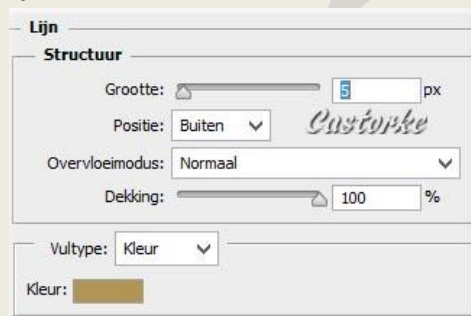 Lijn
Structuur
Grootte: 5 px
Positie: Buiten
Castorke
Overvloeimodus: Normaal
Dekking: 100 %
Vultype: Kleur
Kleur: